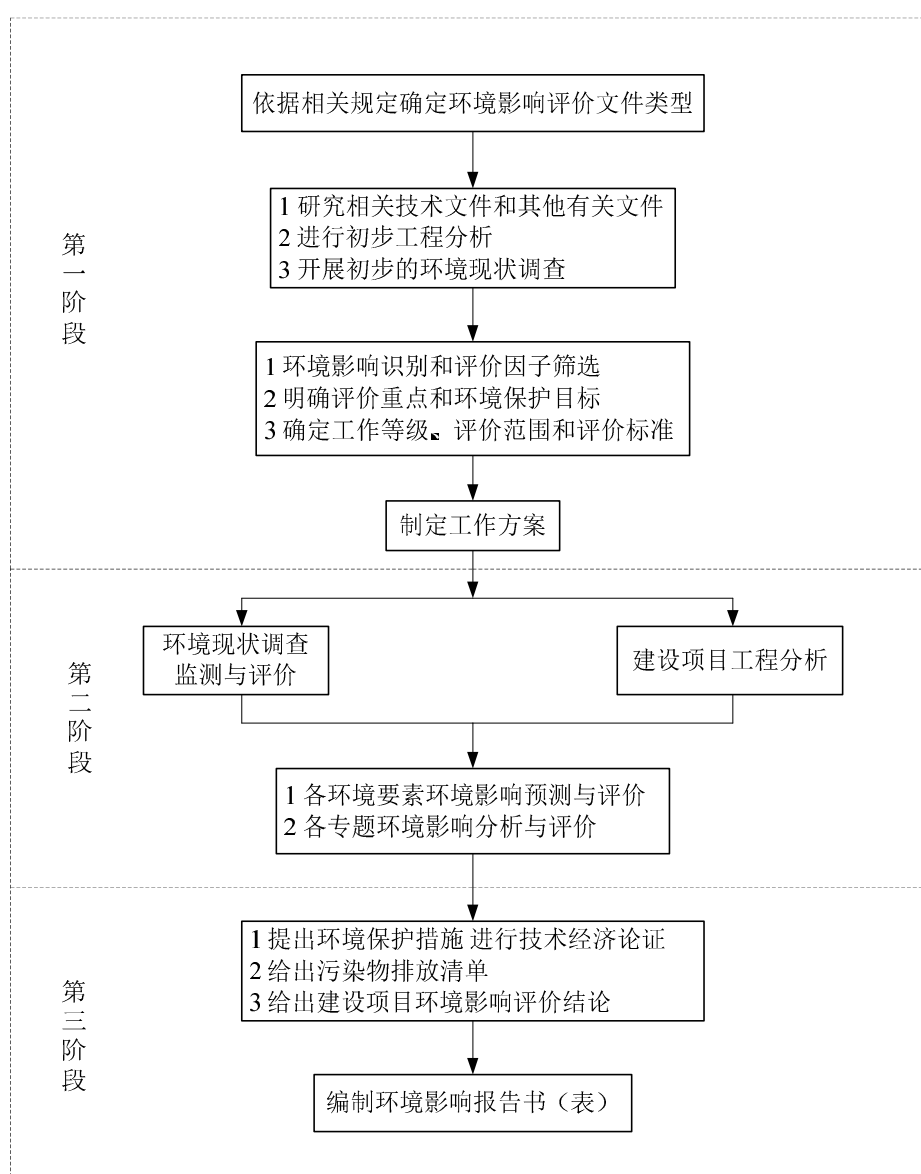 依据相关规定确定环境影响评价文件类型
1 研究相关技术文件和其他有关文件
2 进行初步工程分析
3 开展初步的环境现状调查
第一阶段
1 环境影响识别和评价因子筛选
2 明确评价重点和环境保护目标
3 确定工作等级、评价范围和评价标准
制定工作方案
环境现状调查
监测与评价
建设项目工程分析
第二阶段
1 各环境要素环境影响预测与评价
2 各专题环境影响分析与评价
1 提出环境保护措施 进行技术经济论证
2 给出污染物排放清单
3 给出建设项目环境影响评价结论
第三阶段
编制环境影响报告书（表）